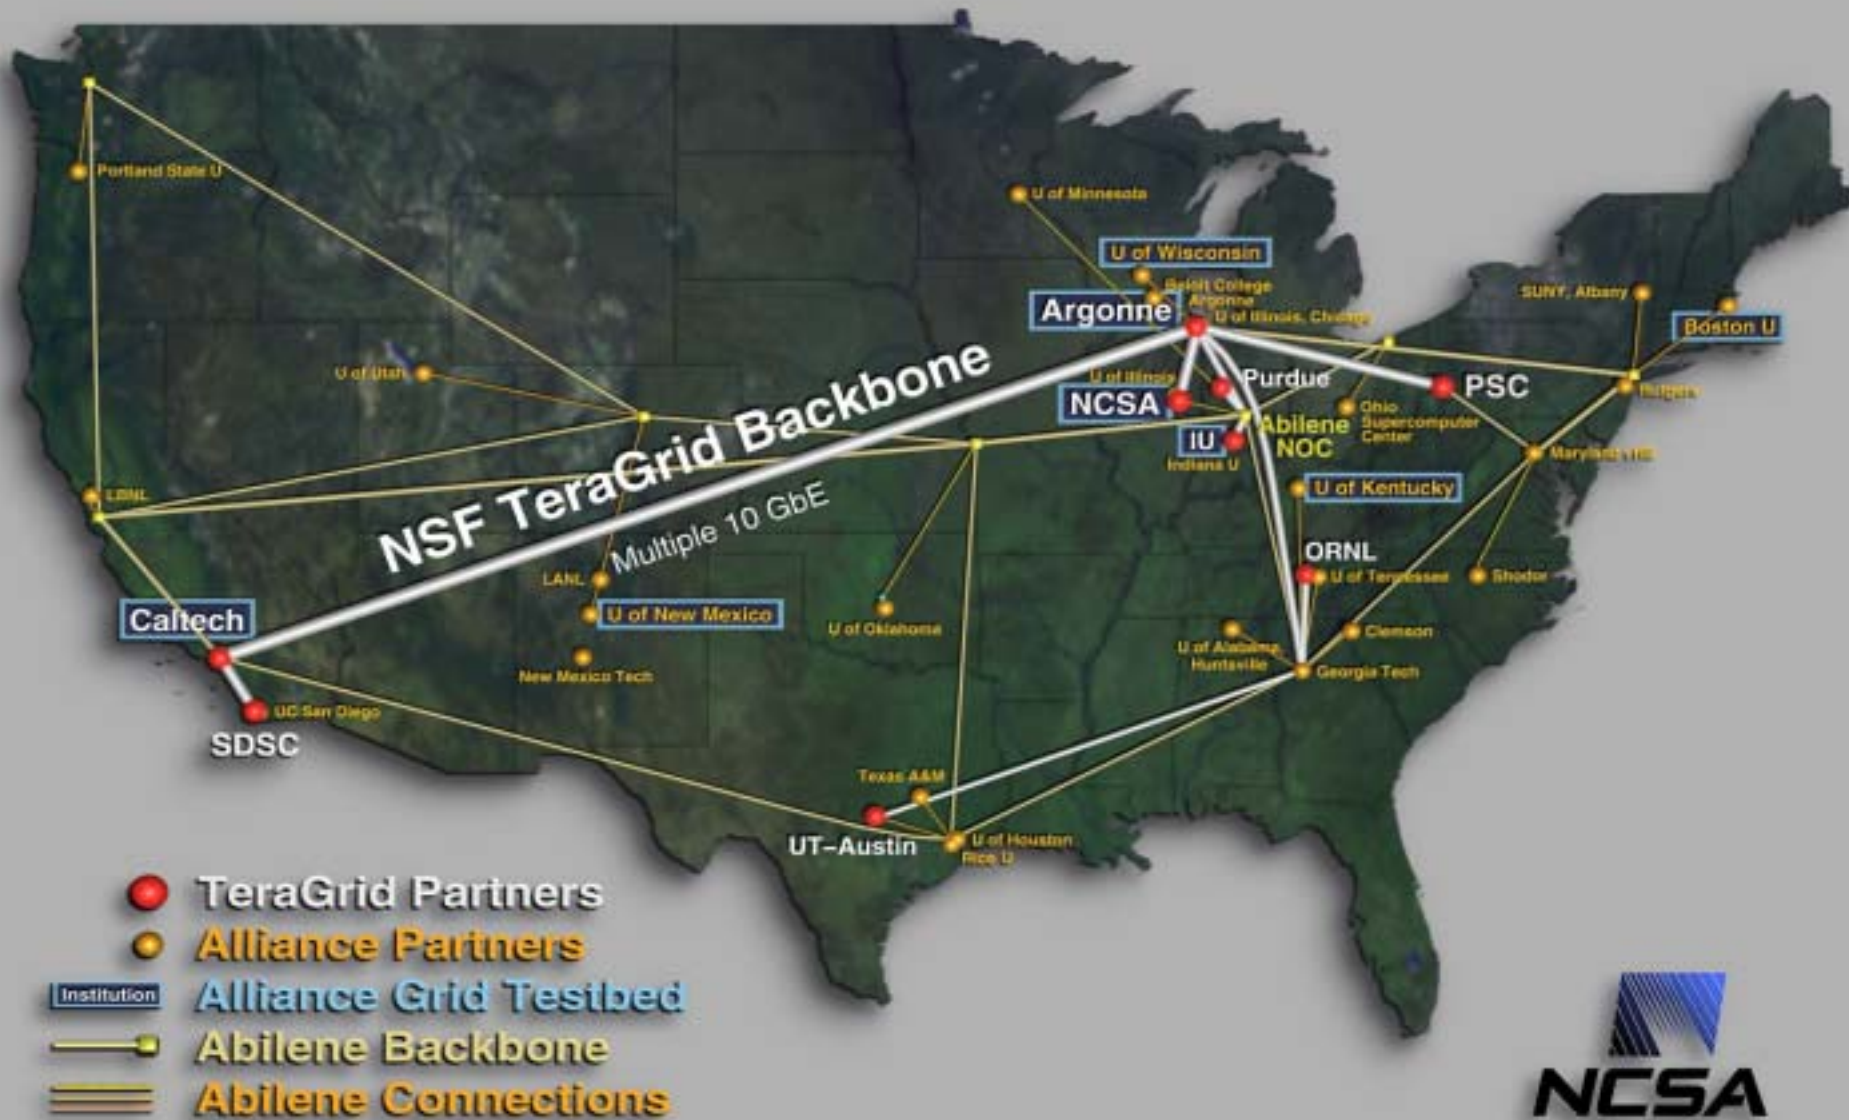 Portland State U
U of Minnesota
U of Wisconsin
Beloit College
Argonne
Argonne
U of Illinois, Chicago
SUNY, Albany
Boston U
U of Utah
U of Illinois
Purdue
PSC
Rutgers
NCSA
Ohio
Supercomputer
Center
Abilene
NOC
IU
Indiana U
Maryland
LBNL
U of Kentucky
NSF TeraGrid Backbone
Multiple 10 GbE
ORNL
U of Tennessee
Shodor
LANL
U of New Mexico
Caltech
U of Oklahoma
U of Alabama,
Huntsville
Clemson
Georgia Tech
New Mexico Tech
UC San Diego
SDSC
Texas A&M
UT-Austin
U of Houston
Rice U
TeraGrid Partners
Alliance Partners
Institution
Alliance Grid Testbed
Abilene Backbone
Abilene Connections
NCSA